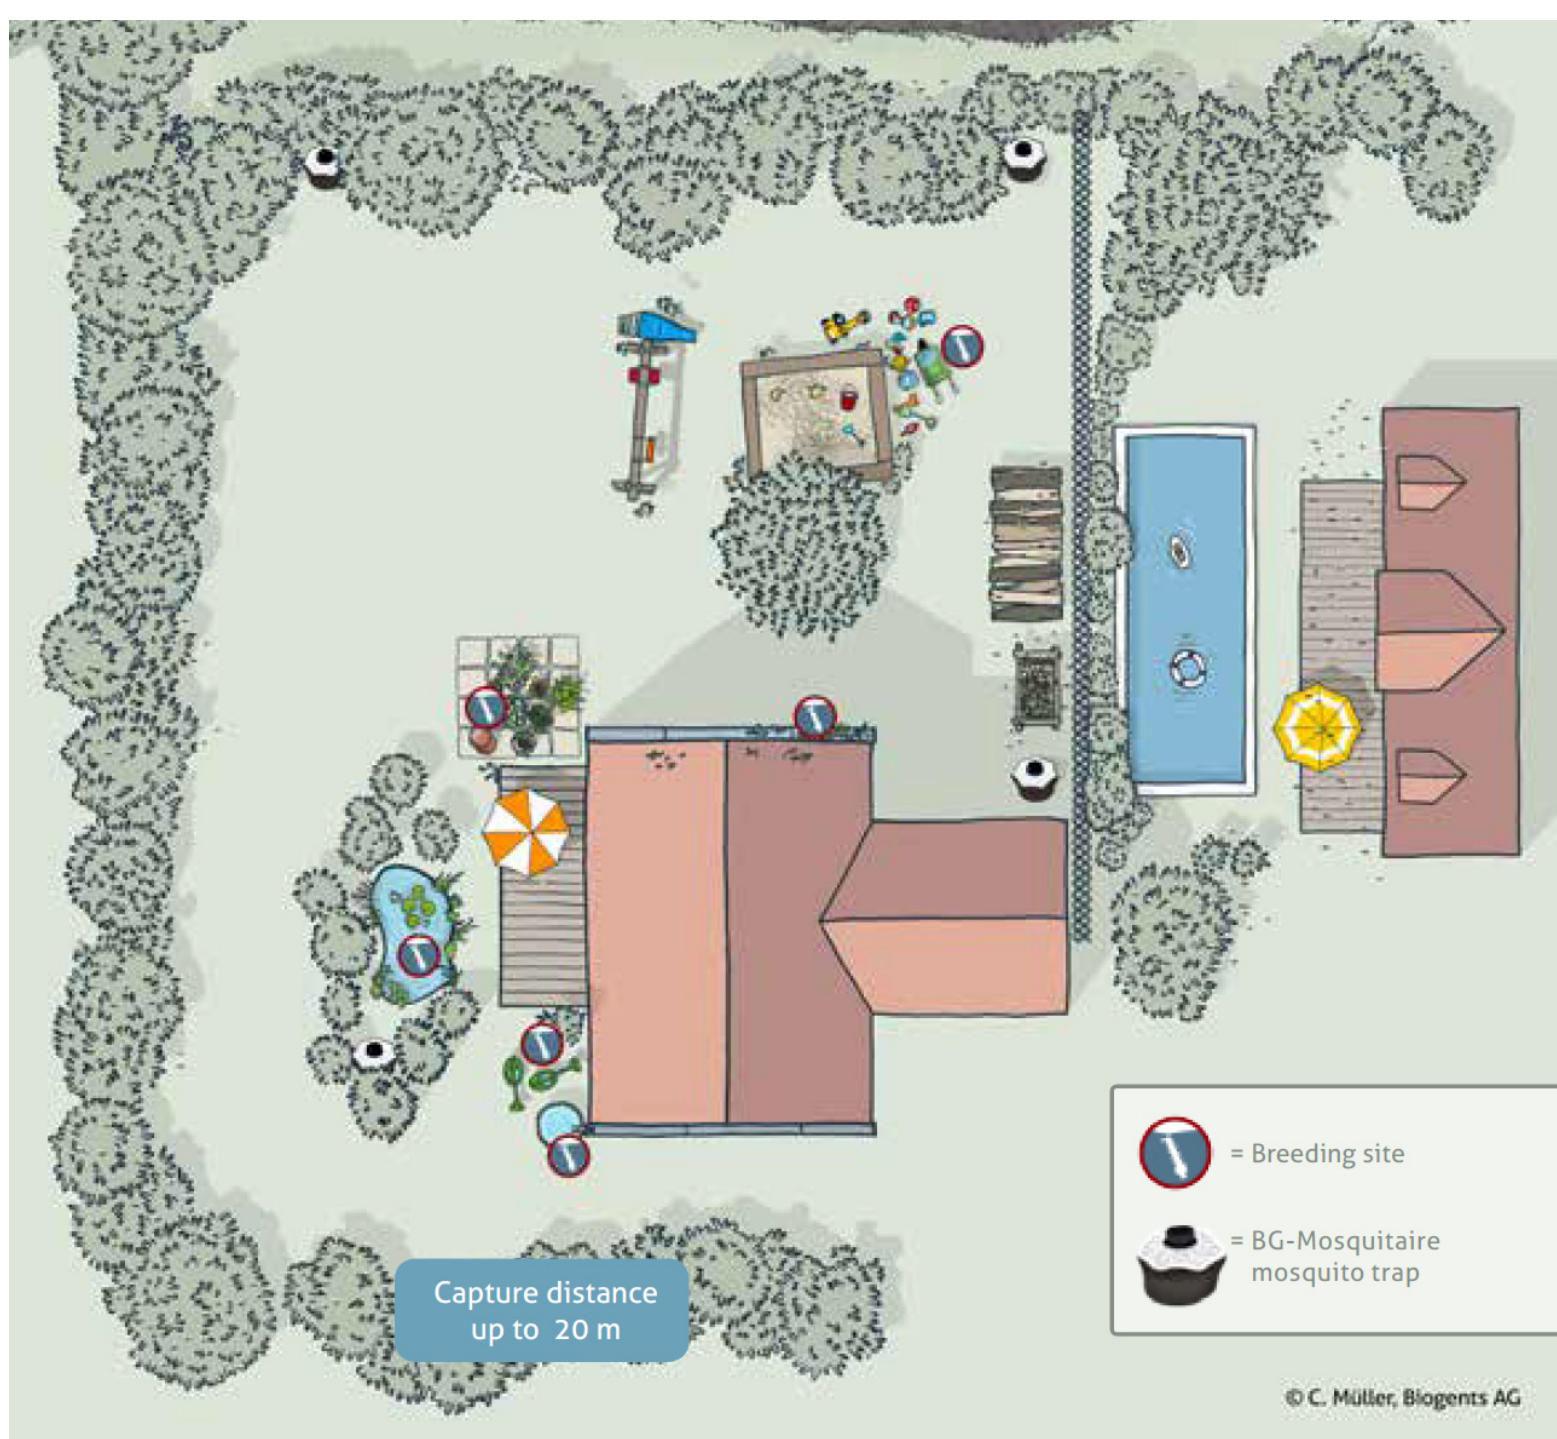 = Breeding site
= BG-Mosquitaire
mosquito trap
Capture distance
up to 20 m
© C. Müller, Biogents AG